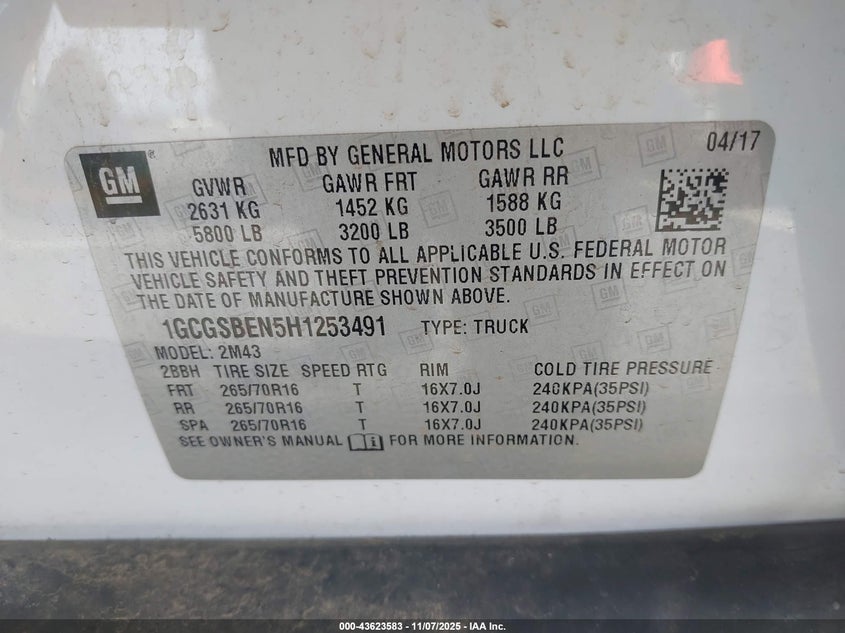 04/17
GM ®
MFD BY GENERAL MOTORS LLC
GVWR GAWR FRT GAWR RR
2631 KG 1452 KG 1588 KG
5800 LB 3200 LB 3500 LB
THIS VEHICLE CONFORMS TO ALL APPLICABLE U.S. FEDERAL MOTOR
VEHICLE SAFETY AND THEFT PREVENTION STANDARDS IN EFFECT ON
THE DATE OF MANUFACTURE SHOWN ABOVE.
1GCGSBEN5H1253491 TYPE: TRUCK
MODEL: 2M43
2BBH TIRE SIZE SPEED RTG RIM COLD TIRE PRESSURE
FRT 265/70R16 T 16X7.0J 240KPA(35PSI)
RR 265/70R16 T 16X7.0J 240KPA(35PSI)
SPA 265/70R16 T 16X7.0J 240KPA(35PSI)
SEE OWNER'S MANUAL i FOR MORE INFORMATION.
000-43623583 - 11/07/2025 - IAA Inc.